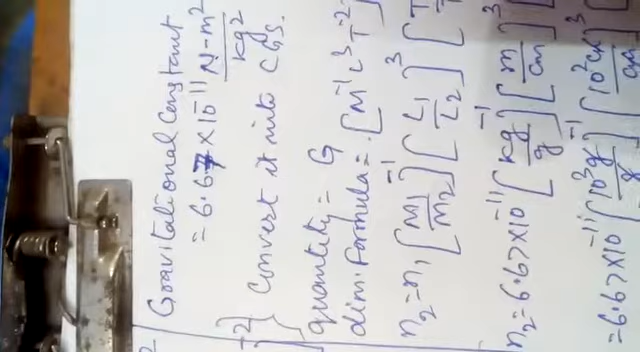 Gravitational Constant
= 6.67 × 10⁻¹¹ N-m²/kg²
Convert it into CGS.
quantity = G
dim. formula = [M⁻¹ L³ T⁻²]
n₂ = n₁ [M₁/M₂]⁻¹ [L₁/L₂]³ [T
n₂ = 6.67×10⁻¹¹ [kg/g]⁻¹ [m/cm]³ [
= 6.67×10⁻¹¹ [10³g/g]⁻¹ [10²cm/cm]³